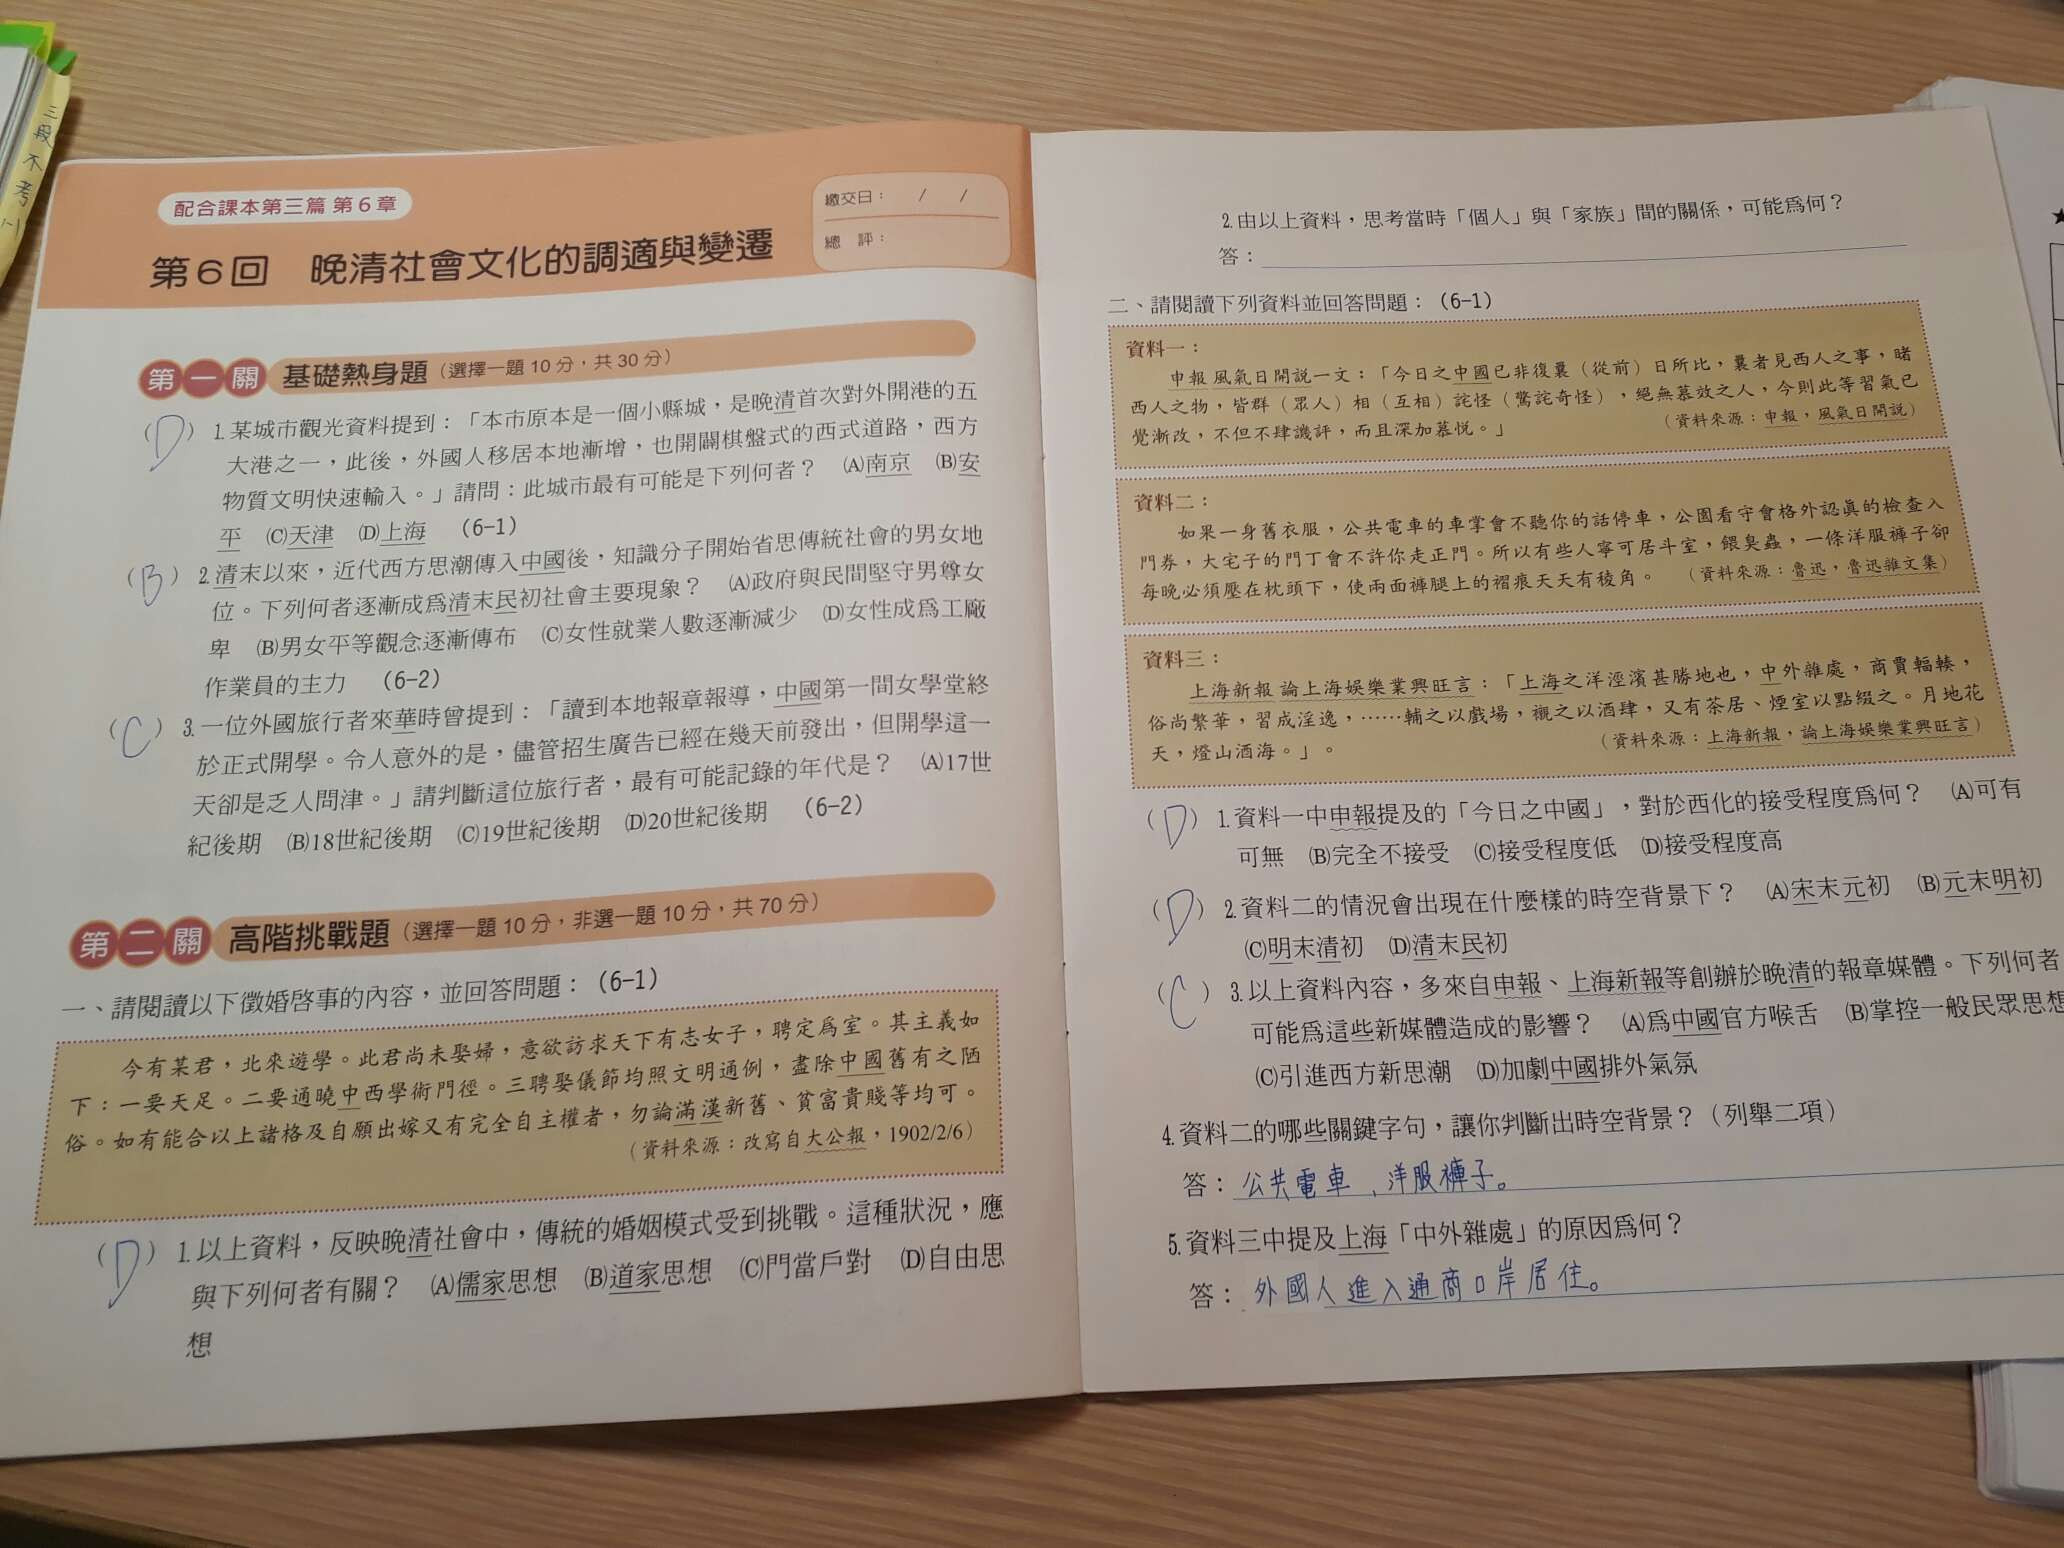 三段不考
配合課本第三篇 第6章
第6回 晚清社會文化的調適與變遷
繳交日： / /
總 評：
第一關 基礎熱身題（選擇一題 10 分，共 30 分）
（D）1.某城市觀光資料提到：「本市原本是一個小縣城，是晚清首次對外開港的五
大港之一，此後，外國人移居本地漸增，也開闢棋盤式的西式道路，西方
物質文明快速輸入。」請問：此城市最有可能是下列何者？ (A)南京 (B)安
平 (C)天津 (D)上海 （6-1）
（B）2.清末以來，近代西方思潮傳入中國後，知識分子開始省思傳統社會的男女地
位。下列何者逐漸成為清末民初社會主要現象？ (A)政府與民間堅守男尊女
卑 (B)男女平等觀念逐漸傳布 (C)女性就業人數逐漸減少 (D)女性成為工廠
作業員的主力 （6-2）
（C）3.一位外國旅行者來華時曾提到：「讀到本地報章報導，中國第一間女學堂終
於正式開學。令人意外的是，儘管招生廣告已經在幾天前發出，但開學這一
天卻是乏人問津。」請判斷這位旅行者，最有可能記錄的年代是？ (A)17世
紀後期 (B)18世紀後期 (C)19世紀後期 (D)20世紀後期 （6-2）
第二關 高階挑戰題（選擇一題 10 分，非選一題 10 分，共 70 分）
一、請閱讀以下徵婚啓事的內容，並回答問題：（6-1）
今有某君，北來遊學。此君尚未娶婦，意欲訪求天下有志女子，聘定為室。其主義如
下：一要天足。二要通曉中西學術門徑。三聘娶儀節均照文明通例，盡除中國舊有之陋
俗。如有能合以上諸格及自願出嫁又有完全自主權者，勿論滿漢新舊、貧富貴賤等均可。
（資料來源：改寫自大公報，1902/2/6）
（D）1.以上資料，反映晚清社會中，傳統的婚姻模式受到挑戰。這種狀況，應
與下列何者有關？ (A)儒家思想 (B)道家思想 (C)門當戶對 (D)自由思
想
2.由以上資料，思考當時「個人」與「家族」間的關係，可能為何？
答：
二、請閱讀下列資料並回答問題：（6-1）
資料一：
申報 風氣日開說一文：「今日之中國已非復曩（從前）日所比，曩者見西人之事，睹
西人之物，皆群（眾人）相（互相）詫怪（驚詫奇怪），絕無慕效之人，今則此等習氣已
覺漸改，不但不肆譏評，而且深加慕悅。」
（資料來源：申報，風氣日開說）
資料二：
如果一身舊衣服，公共電車的車掌會不聽你的話停車，公園看守會格外認真的檢查入
門券，大宅子的門丁會不許你走正門。所以有些人寧可居斗室，餵臭蟲，一條洋服褲子卻
每晚必須壓在枕頭下，使兩面褲腿上的褶痕天天有稜角。 （資料來源：魯迅，魯迅雜文集）
資料三：
上海新報 論上海娛樂業興旺言：「上海之洋涇濱甚勝地也，中外雜處，商賈輻輳，
俗尚繁華，習成淫逸，……輔之以戲場，襯之以酒肆，又有茶居、煙室以點綴之。月地花
天，燈山酒海。」。 （資料來源：上海新報，論上海娛樂業興旺言）
（D）1.資料一中申報提及的「今日之中國」，對於西化的接受程度為何？ (A)可有
可無 (B)完全不接受 (C)接受程度低 (D)接受程度高
（D）2.資料二的情況會出現在什麼樣的時空背景下？ (A)宋末元初 (B)元末明初
(C)明末清初 (D)清末民初
（C）3.以上資料內容，多來自申報、上海新報等創辦於晚清的報章媒體。下列何者
可能為這些新媒體造成的影響？ (A)為中國官方喉舌 (B)掌控一般民眾思想
(C)引進西方新思潮 (D)加劇中國排外氣氛
4.資料二的哪些關鍵字句，讓你判斷出時空背景？（列舉二項）
答：公共電車、洋服褲子。
5.資料三中提及上海「中外雜處」的原因為何？
答：外國人進入通商口岸居住。